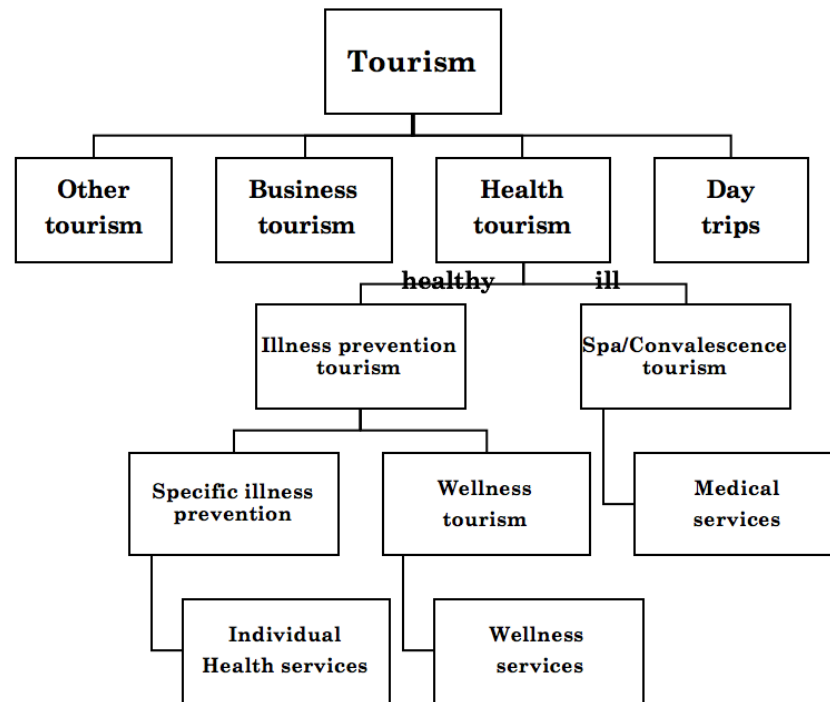 Tourism
Other
tourism
Business
tourism
Health
tourism
Day
trips
healthy
ill
Illness prevention
tourism
Spa/Convalescence
tourism
Specific illness
prevention
Wellness
tourism
Medical
services
Individual
Health services
Wellness
services